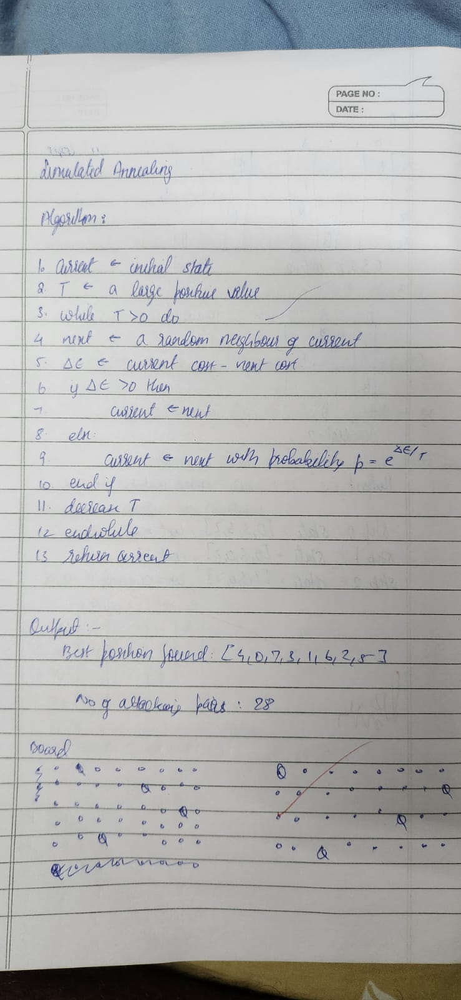 PAGE NO :
DATE :
Simulated Annealing
Algorithm :
1. Current ← initial state
2. T ← a large positive value
3. while T>0 do
4 next ← a random neighbour of current
5. ΔE ← current cost - next cost
6 if ΔE >0 then
7 current ← next
8 else
9 current ← next with probability p = e^ΔE/T
10. end if
11. decrease T
12 endwhile
13 return current
Output :-
Best position found: [4,0,7,3,1,6,2,5]
No of attacking pairs : 28
Board